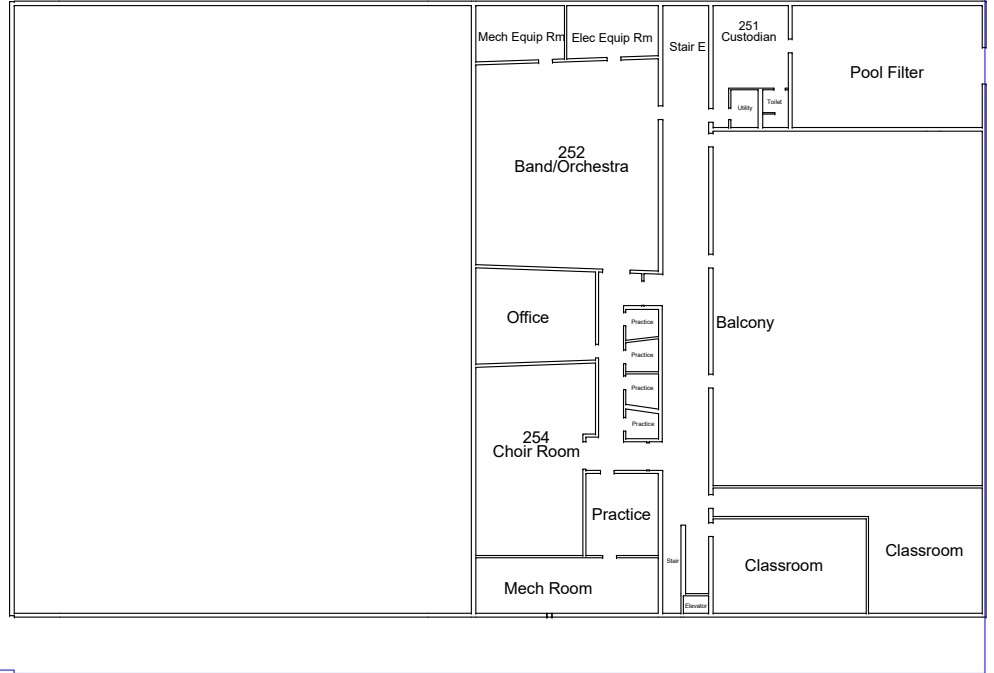 Mech Equip Rm
Elec Equip Rm
Stair E
251
Custodian
Pool Filter
Utility
Toilet
252
Band/Orchestra
Office
Practice
Balcony
Practice
Practice
Practice
254
Choir Room
Practice
Classroom
Classroom
Stair
Mech Room
Elevator